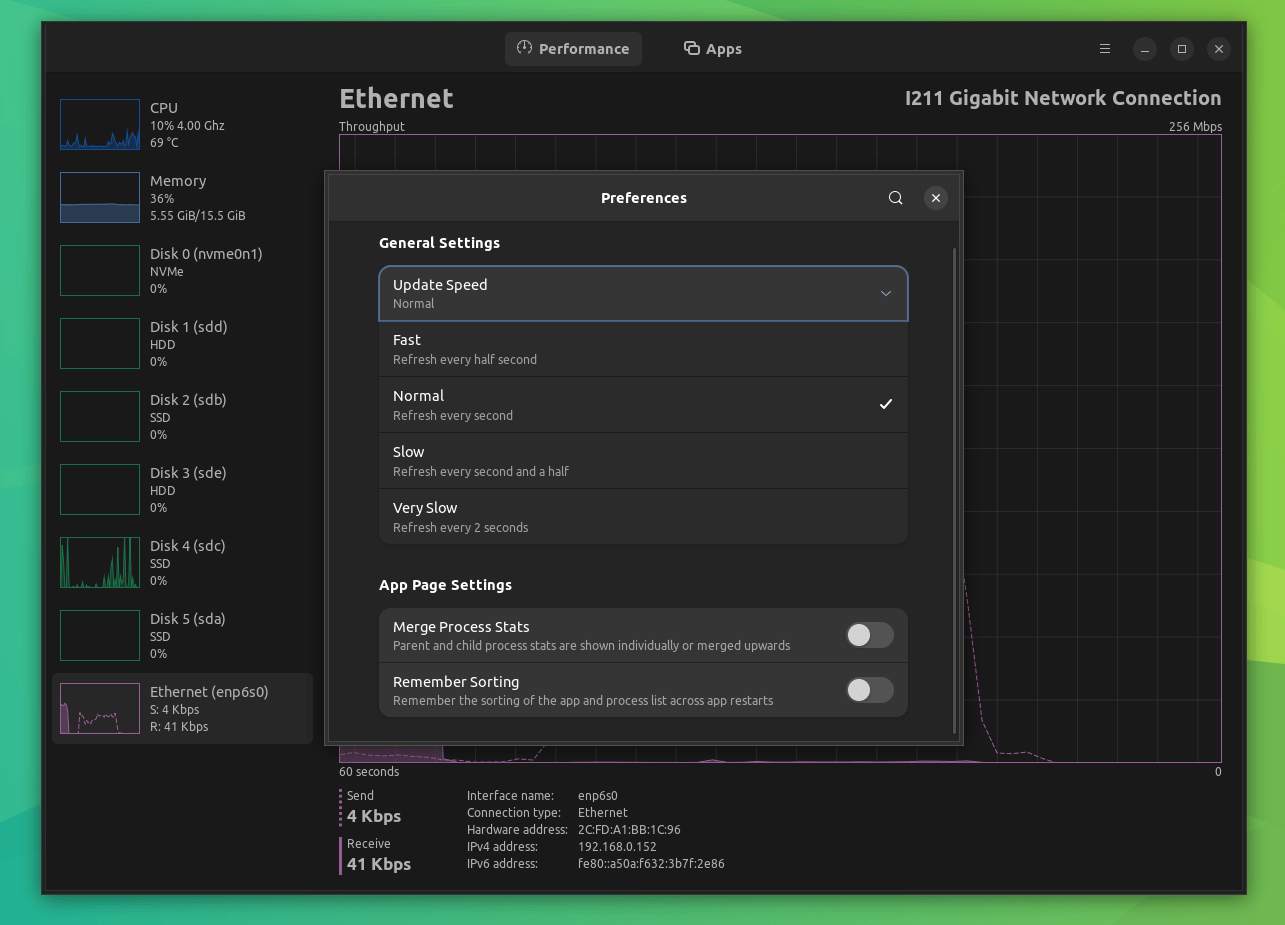 Performance
Apps
CPU
10% 4.00 Ghz
69 °C
Memory
36%
5.55 GiB/15.5 GiB
Disk 0 (nvme0n1)
NVMe
0%
Disk 1 (sdd)
HDD
0%
Disk 2 (sdb)
SSD
0%
Disk 3 (sde)
HDD
0%
Disk 4 (sdc)
SSD
0%
Disk 5 (sda)
SSD
0%
Ethernet (enp6s0)
S: 4 Kbps
R: 41 Kbps
Ethernet
I211 Gigabit Network Connection
Throughput
256 Mbps
Preferences
General Settings
Update Speed
Normal
Fast
Refresh every half second
Normal
Refresh every second
Slow
Refresh every second and a half
Very Slow
Refresh every 2 seconds
App Page Settings
Merge Process Stats
Parent and child process stats are shown individually or merged upwards
Remember Sorting
Remember the sorting of the app and process list across app restarts
60 seconds
0
Send
4 Kbps
Receive
41 Kbps
Interface name: enp6s0
Connection type: Ethernet
Hardware address: 2C:FD:A1:BB:1C:96
IPv4 address: 192.168.0.152
IPv6 address: fe80::a50a:f632:3b7f:2e86